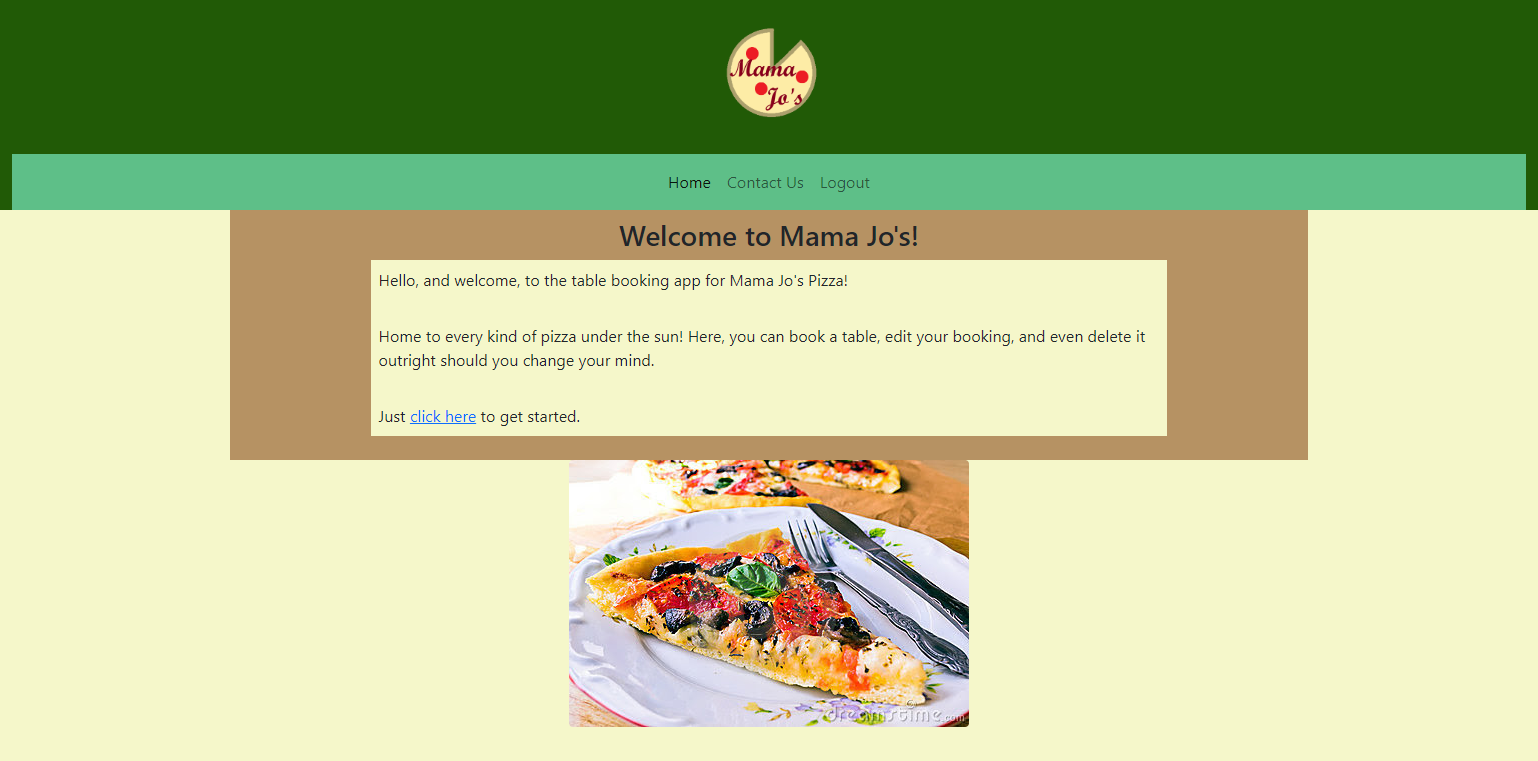 Mama
Jo's
Home Contact Us Logout
Welcome to Mama Jo's!
Hello, and welcome, to the table booking app for Mama Jo's Pizza!
Home to every kind of pizza under the sun! Here, you can book a table, edit your booking, and even delete it
outright should you change your mind.
Just click here to get started.
dreamstime.com